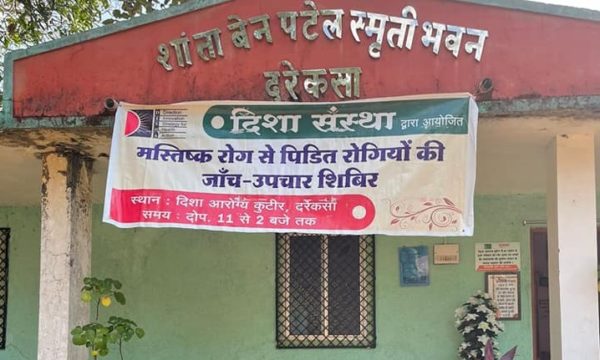 शांता बेन पटेल स्मृती भवन
दरेकसा
दिशा संस्था द्वारा आयोजित
मस्तिष्क रोग से पिडित रोगियों की
जाँच-उपचार शिबिर
स्थान : दिशा आरोग्य कुटीर, दर्रेकसा
समय : दोप. 11 से 2 बजे तक